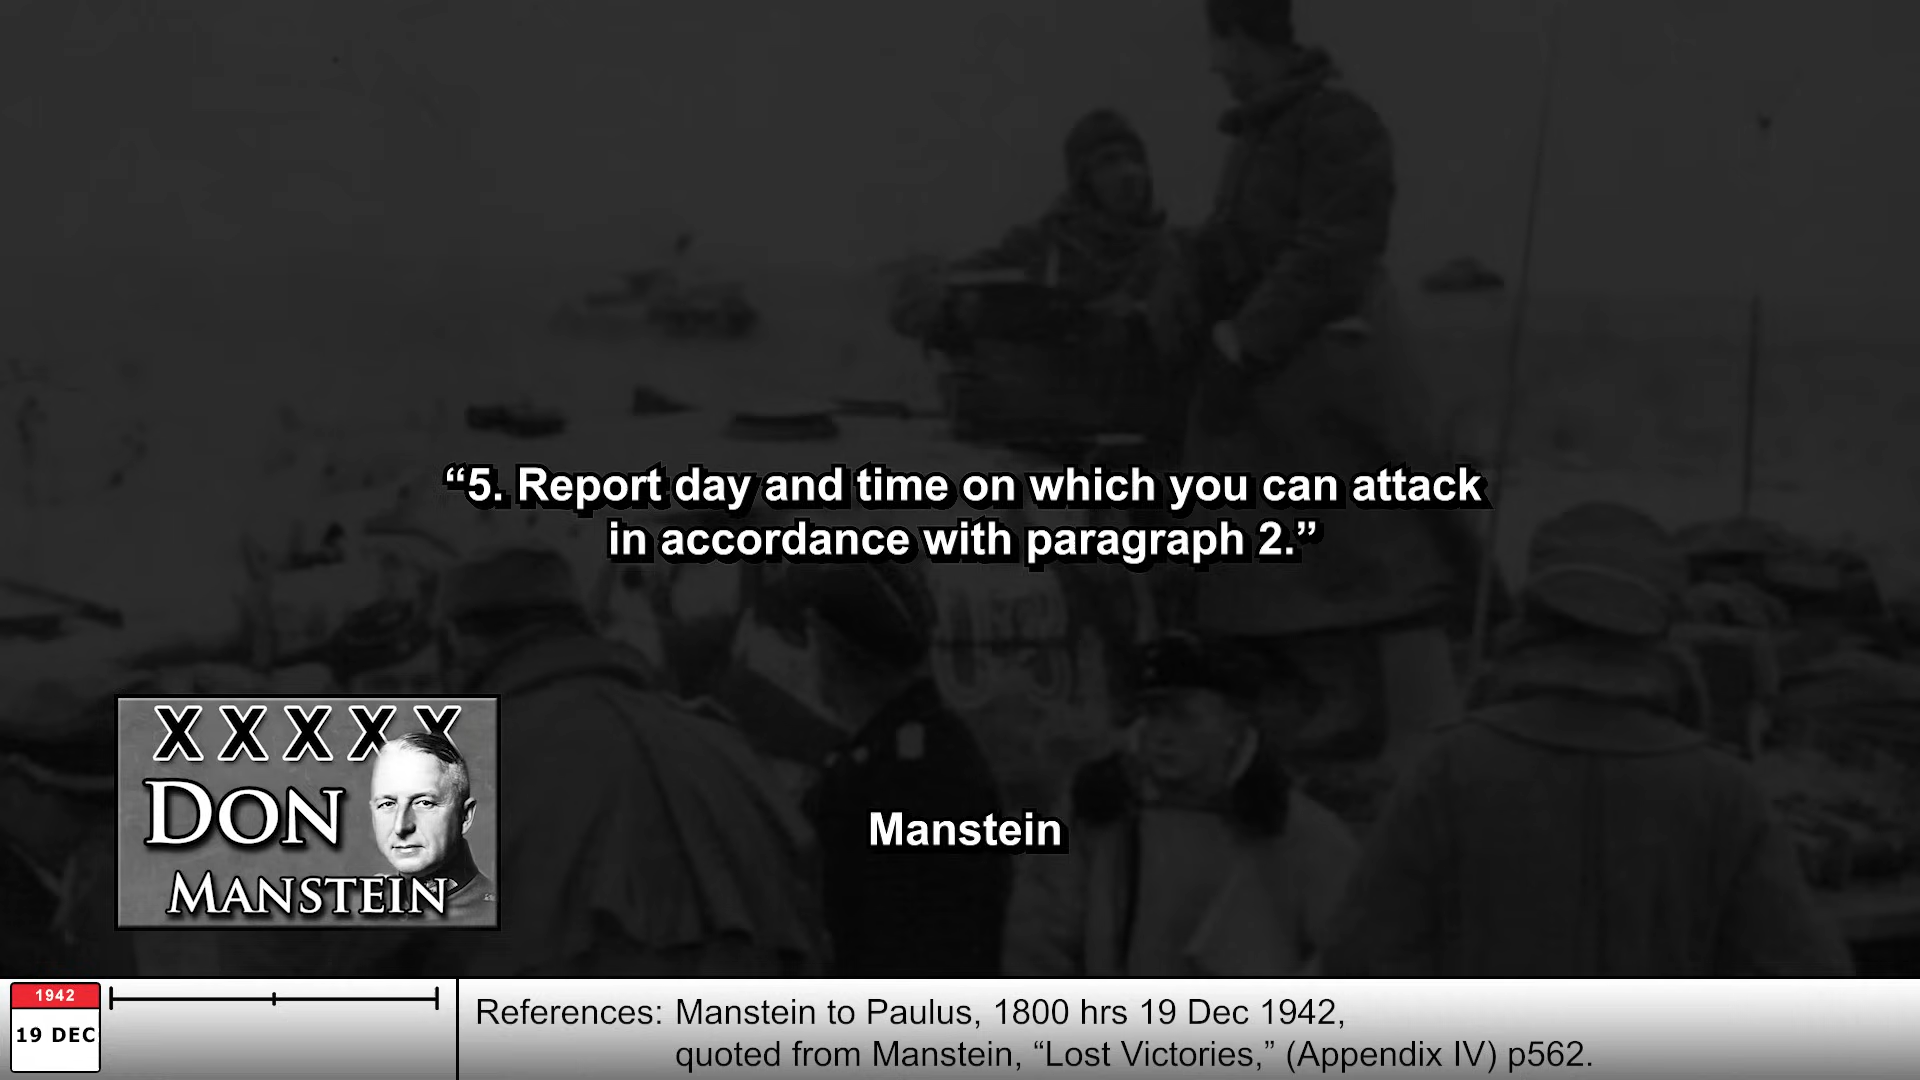 “5. Report day and time on which you can attack
in accordance with paragraph 2.”
XXXXX
DON
MANSTEIN
Manstein
1942
19 DEC
References: Manstein to Paulus, 1800 hrs 19 Dec 1942,
quoted from Manstein, “Lost Victories,” (Appendix IV) p562.